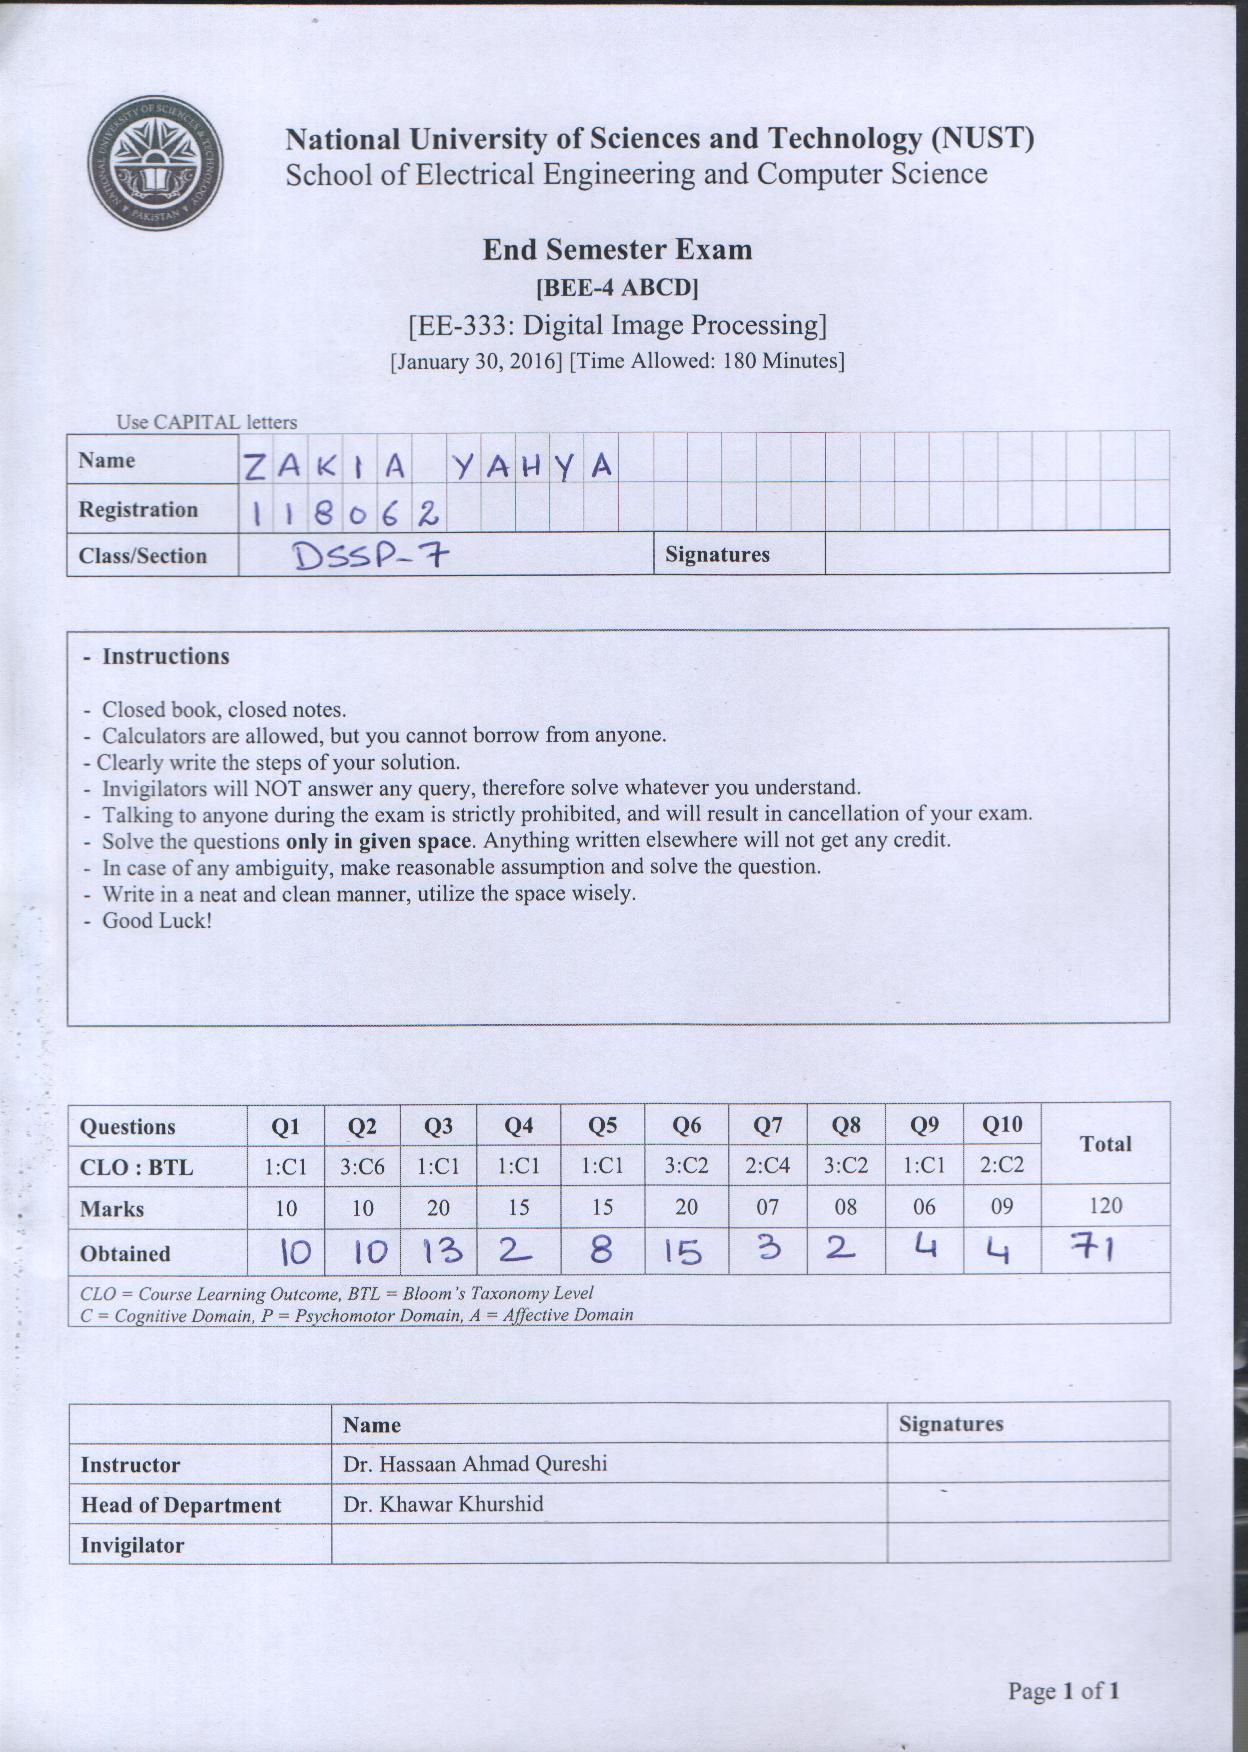 NATIONAL UNIVERSITY OF SCIENCES & TECHNOLOGY
PAKISTAN
National University of Sciences and Technology (NUST)
School of Electrical Engineering and Computer Science
End Semester Exam
[BEE-4 ABCD]
[EE-333: Digital Image Processing]
[January 30, 2016] [Time Allowed: 180 Minutes]
Use CAPITAL letters
Name ZAKIA YAHYA
Registration 118062
Class/Section DSSP-7 Signatures
- Instructions
- Closed book, closed notes.
- Calculators are allowed, but you cannot borrow from anyone.
- Clearly write the steps of your solution.
- Invigilators will NOT answer any query, therefore solve whatever you understand.
- Talking to anyone during the exam is strictly prohibited, and will result in cancellation of your exam.
- Solve the questions only in given space. Anything written elsewhere will not get any credit.
- In case of any ambiguity, make reasonable assumption and solve the question.
- Write in a neat and clean manner, utilize the space wisely.
- Good Luck!
Questions Q1 Q2 Q3 Q4 Q5 Q6 Q7 Q8 Q9 Q10 Total
CLO : BTL 1:C1 3:C6 1:C1 1:C1 1:C1 3:C2 2:C4 3:C2 1:C1 2:C2
Marks 10 10 20 15 15 20 07 08 06 09 120
Obtained 10 10 13 2 8 15 3 2 4 4 71
CLO = Course Learning Outcome, BTL = Bloom's Taxonomy Level
C = Cognitive Domain, P = Psychomotor Domain, A = Affective Domain
Name Signatures
Instructor Dr. Hassaan Ahmad Qureshi
Head of Department Dr. Khawar Khurshid
Invigilator
Page 1 of 1